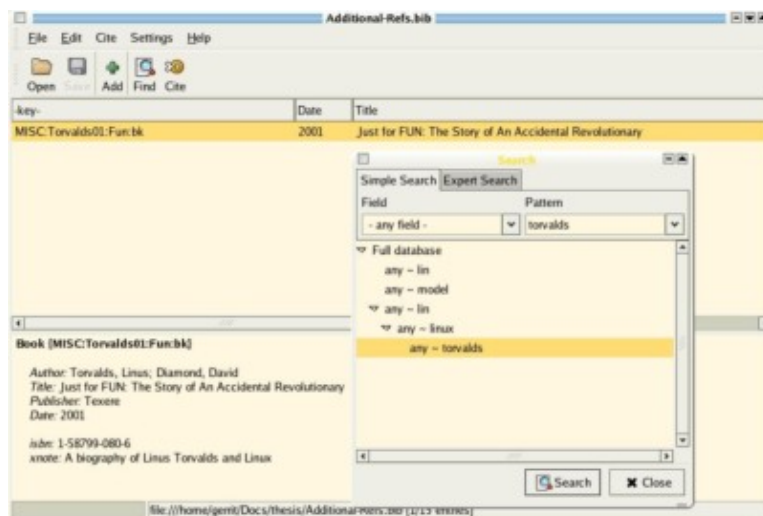 Additional-Refs.bib
File Edit Cite Settings Help
Open Save Add Find Cite
-key- Date Title
MISC:Torvalds01:Fun:bk 2001 Just for FUN: The Story of An Accidental Revolutionary
Search
Simple Search Expert Search
Field Pattern
- any field - torvalds
Full database
any ~ lin
any ~ model
any ~ lin
any ~ linux
any ~ torvalds
Search Close
Book [MISC:Torvalds01:Fun:bk]
Author: Torvalds, Linus; Diamond, David
Title: Just for FUN: The Story of An Accidental Revolutionary
Publisher: Texere
Date: 2001
isbn: 1-58799-080-6
xnote: A biography of Linus Torvalds and Linux
file:///home/gerrit/Docs/thesis/Additional-Refs.bib [1/15 entries]